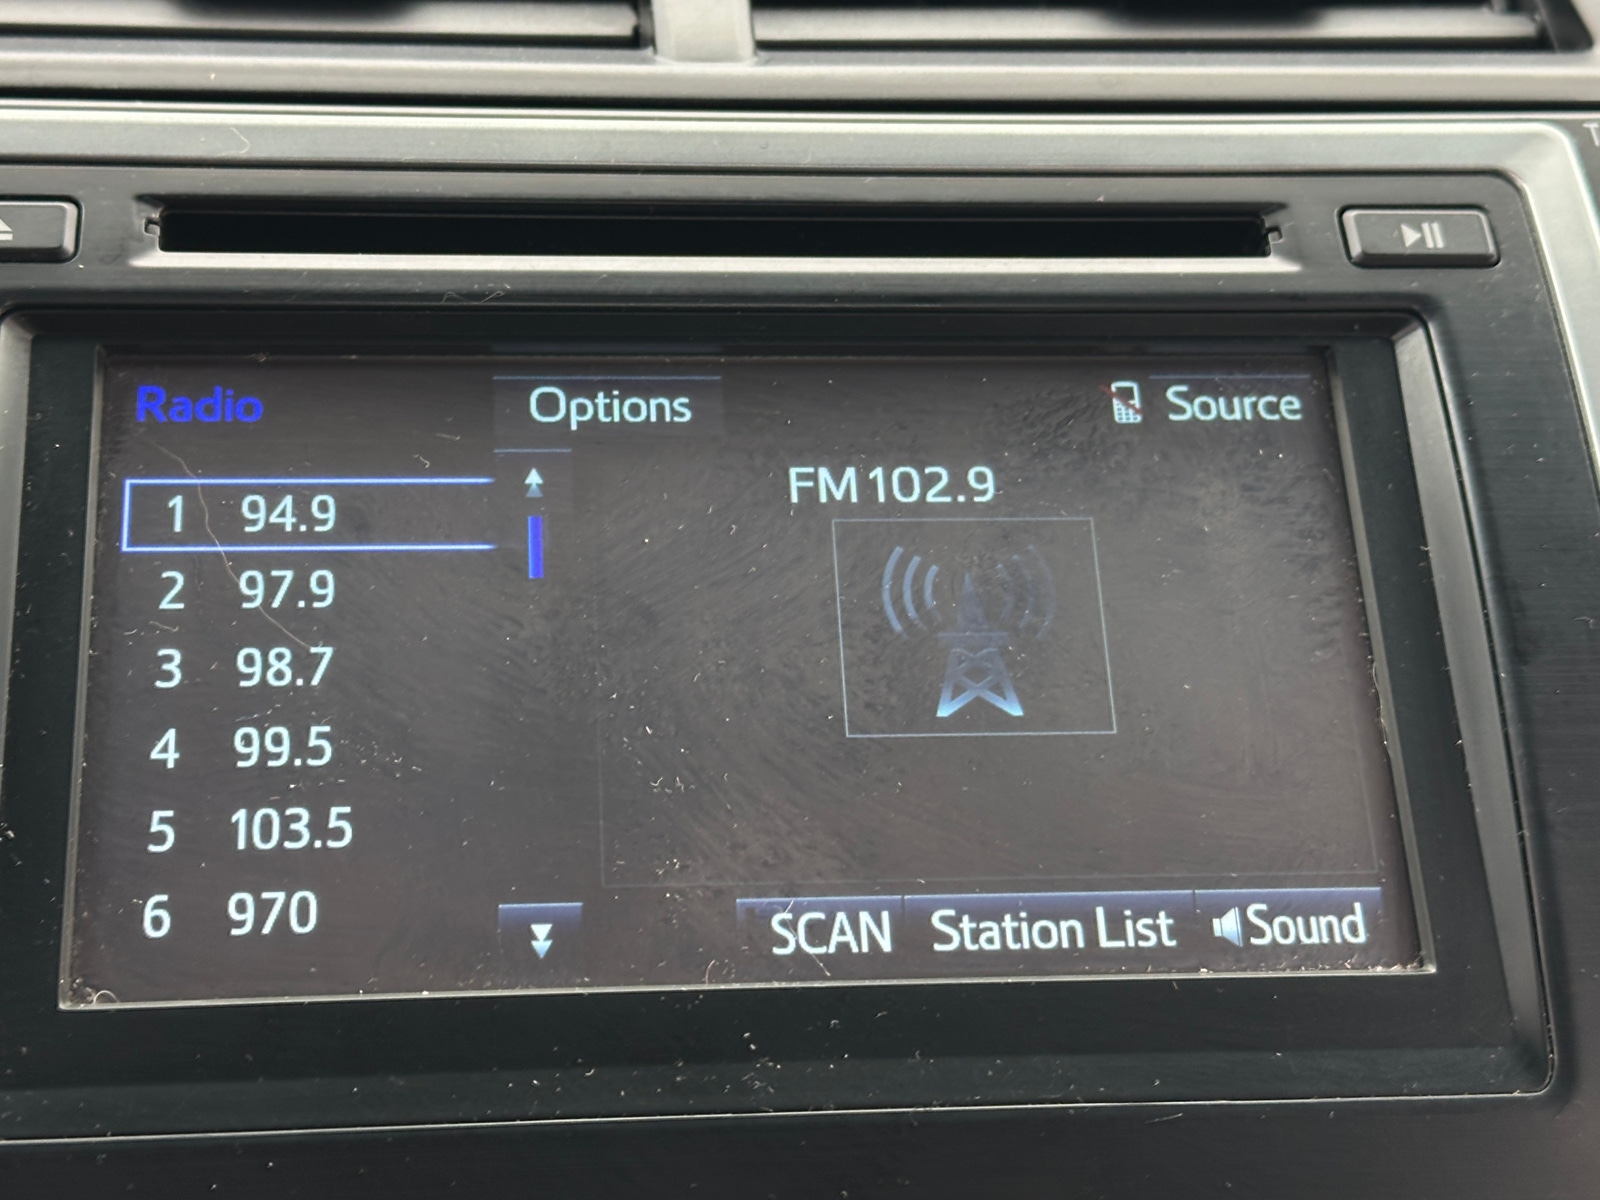 Radio Options Source
FM 102.9
1 94.9
2 97.9
3 98.7
4 99.5
5 103.5
6 970
SCAN Station List Sound